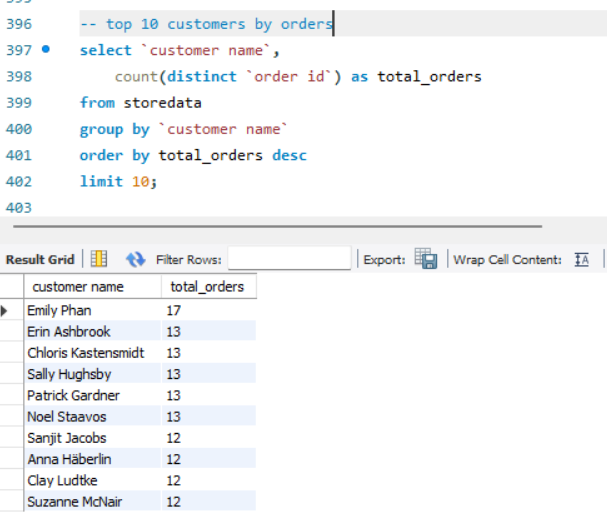 396 -- top 10 customers by orders
397 select `customer name`,
398 count(distinct `order id`) as total_orders
399 from storedata
400 group by `customer name`
401 order by total_orders desc
402 limit 10;
403
Result Grid Filter Rows: Export: Wrap Cell Content: IA
customer name total_orders
Emily Phan 17
Erin Ashbrook 13
Chloris Kastensmidt 13
Sally Hughsby 13
Patrick Gardner 13
Noel Staavos 13
Sanjit Jacobs 12
Anna Häberlin 12
Clay Ludtke 12
Suzanne McNair 12